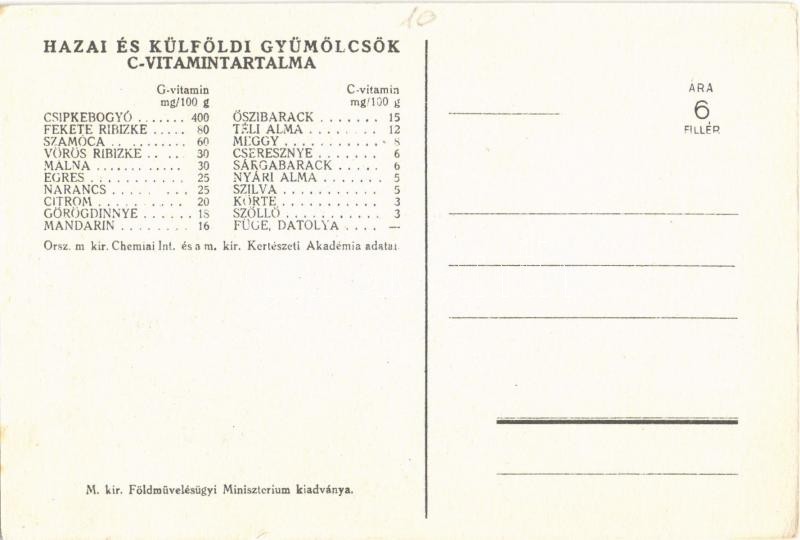 10
HAZAI ÉS KÜLFÖLDI GYŰMŐLCSÖK
C-VITAMINTARTALMA
G-vitamin
mg/100 g
CSIPKEBOGYÓ ....... 400
FEKETE RIBIZKE ..... 80
SZAMÓCA .. ........ 60
VÖRÖS RIBIZKE .. .. 30
MÁLNA ............ 30
EGRES ............ 25
NARANCS ..... ... 25
CITROM .......... 20
GÖRÖGDINNYE ...... 18
MANDARIN ........ 16
C-vitamin
mg/100 g
ŐSZIBARACK ....... 15
TÉLI ALMA ........ 12
MEGGY ........... 8
CSERESZNYE ....... 6
SÁRGABARACK ..... 6
NYÁRI ALMA ....... 5
SZILVA ........... 5
KÖRTE ........... 3
SZŐLLŐ ........... 3
FÜGE, DATOLYA .... —
Orsz. m kir. Chemiai Int. és a m. kir. Kertészeti Akadémia adatai
M. kir. Földmüvelésügyi Minisztérium kiadványa.
ÁRA
6
FILLÉR